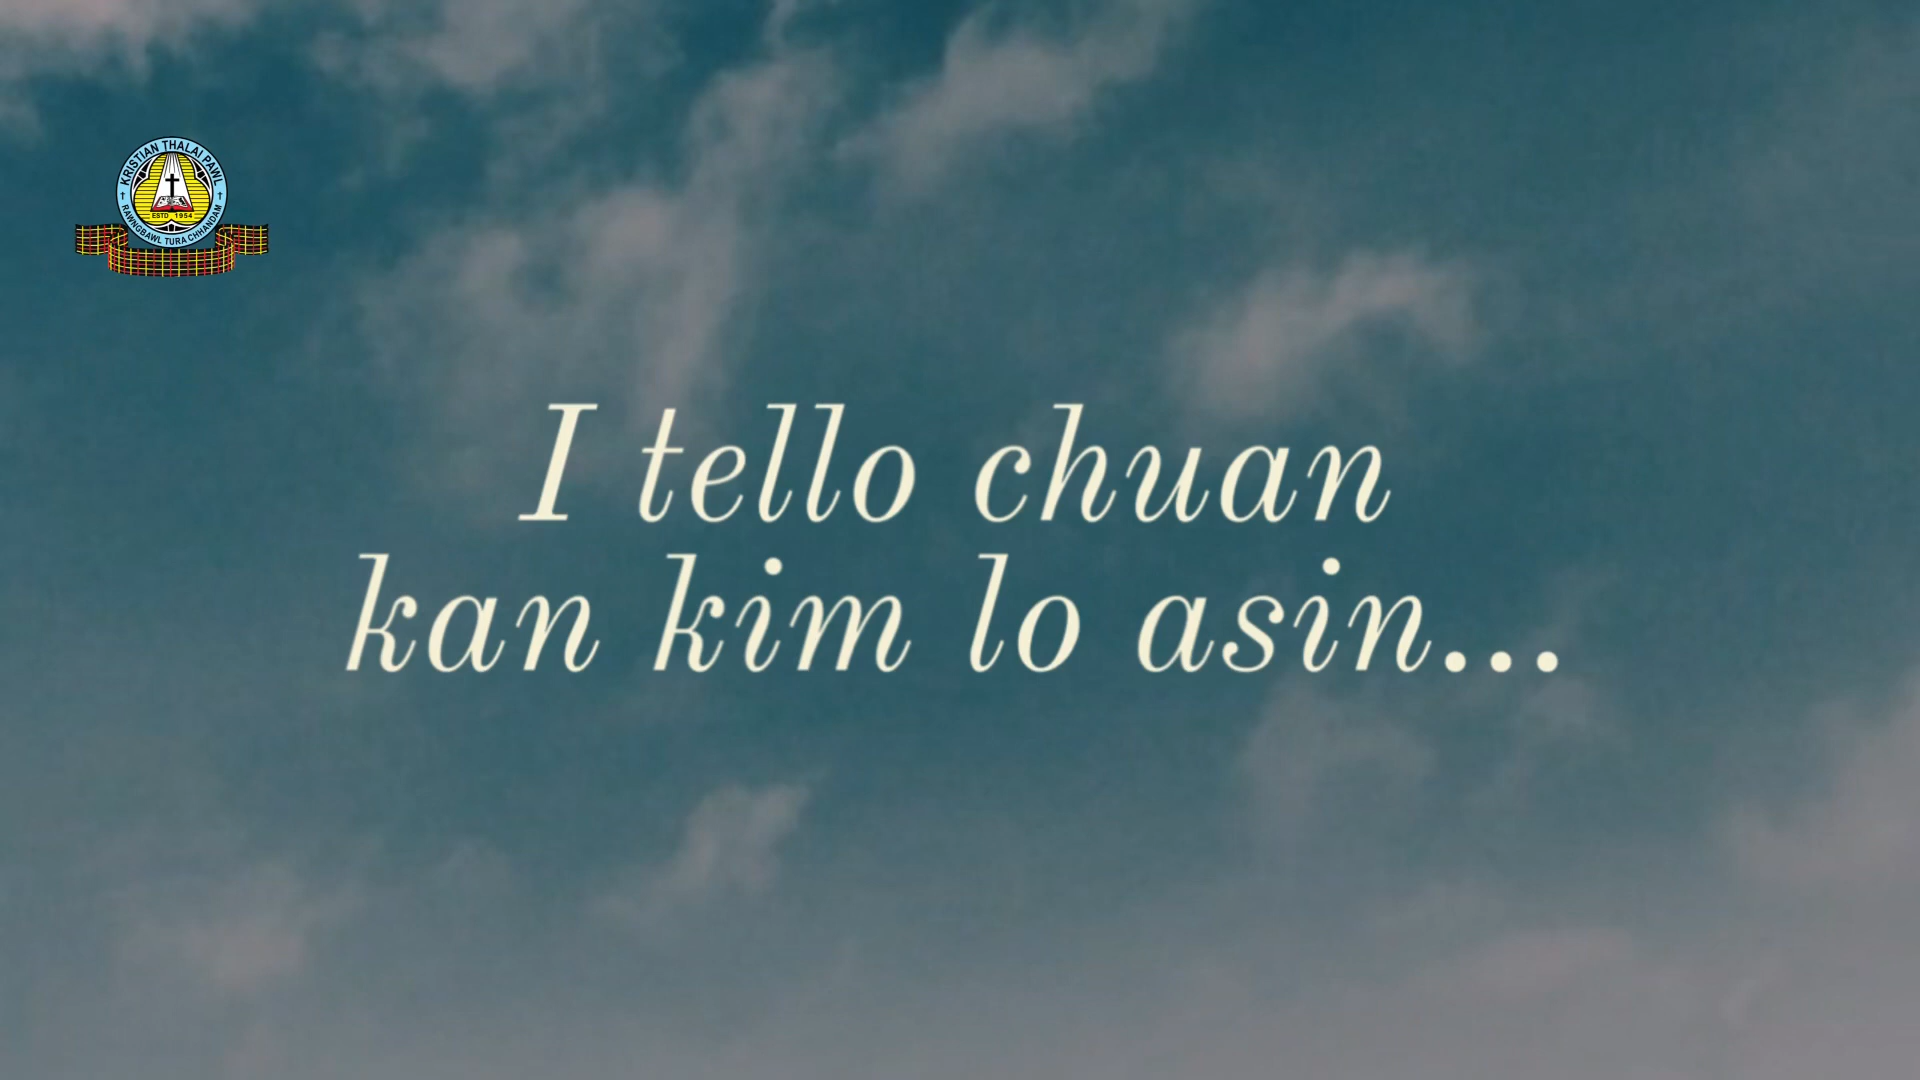 KRISTIAN THALAI PAWL
ESTD 1954
RAWNGBAWL TURA CHHANDAM
I tello chuan
kan kim lo asin...